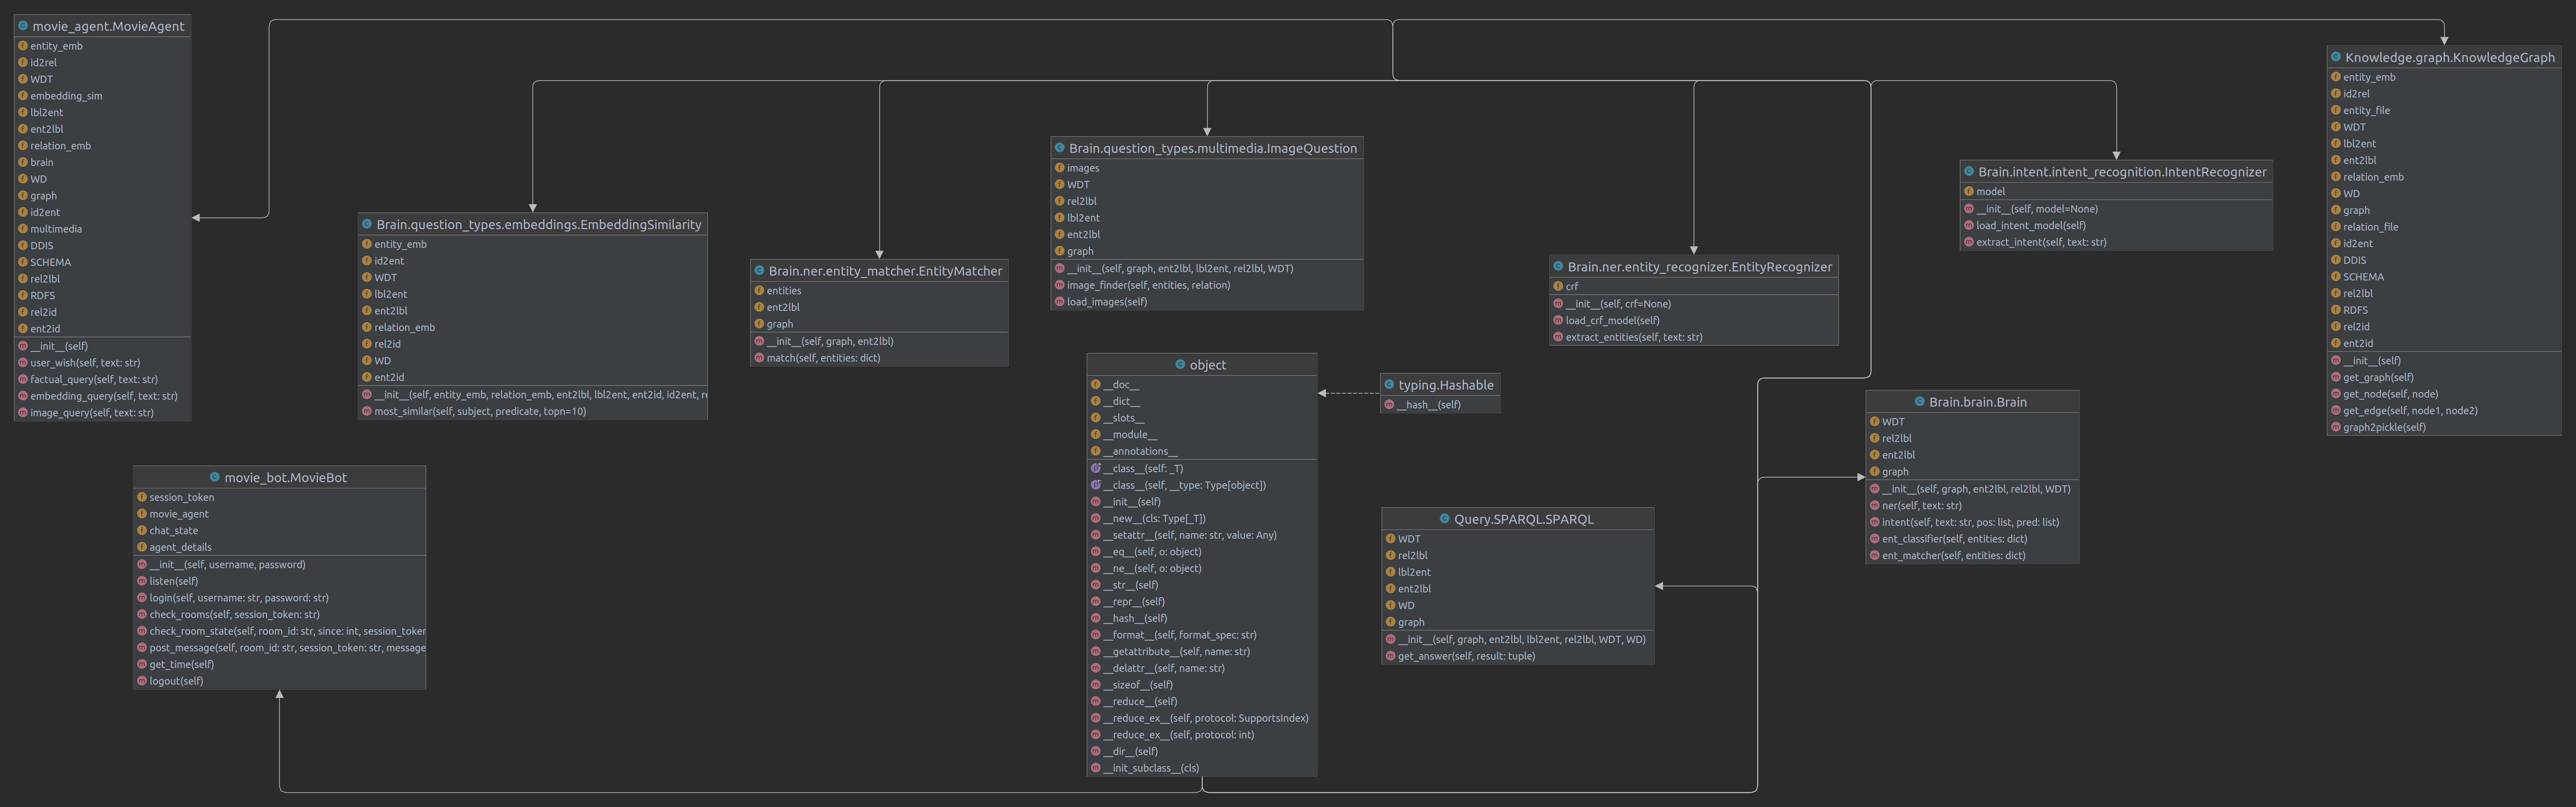 movie_agent.MovieAgent
entity_emb
id2rel
WDT
embedding_sim
lbl2ent
ent2lbl
relation_emb
brain
WD
graph
id2ent
multimedia
DDIS
SCHEMA
rel2lbl
RDFS
rel2id
ent2id
__init__(self)
user_wish(self, text: str)
factual_query(self, text: str)
embedding_query(self, text: str)
image_query(self, text: str)
Brain.question_types.embeddings.EmbeddingSimilarity
entity_emb
id2ent
WDT
lbl2ent
ent2lbl
relation_emb
rel2id
WD
ent2id
__init__(self, entity_emb, relation_emb, ent2lbl, lbl2ent, ent2id, id2ent, re
most_similar(self, subject, predicate, topn=10)
Brain.ner.entity_matcher.EntityMatcher
entities
ent2lbl
graph
__init__(self, graph, ent2lbl)
match(self, entities: dict)
Brain.question_types.multimedia.ImageQuestion
images
WDT
rel2lbl
lbl2ent
ent2lbl
graph
__init__(self, graph, ent2lbl, lbl2ent, rel2lbl, WDT)
image_finder(self, entities, relation)
load_images(self)
Brain.ner.entity_recognizer.EntityRecognizer
crf
__init__(self, crf=None)
load_crf_model(self)
extract_entities(self, text: str)
Brain.intent.intent_recognition.IntentRecognizer
model
__init__(self, model=None)
load_intent_model(self)
extract_intent(self, text: str)
Knowledge.graph.KnowledgeGraph
entity_emb
id2rel
entity_file
WDT
lbl2ent
ent2lbl
relation_emb
WD
graph
relation_file
id2ent
DDIS
SCHEMA
rel2lbl
RDFS
rel2id
ent2id
__init__(self)
get_graph(self)
get_node(self, node)
get_edge(self, node1, node2)
graph2pickle(self)
movie_bot.MovieBot
session_token
movie_agent
chat_state
agent_details
__init__(self, username, password)
listen(self)
login(self, username: str, password: str)
check_rooms(self, session_token: str)
check_room_state(self, room_id: str, since: int, session_token
post_message(self, room_id: str, session_token: str, message
get_time(self)
logout(self)
object
__doc__
__dict__
__slots__
__module__
__annotations__
__class__(self: _T)
__class__(self, __type: Type[object])
__init__(self)
__new__(cls: Type[_T])
__setattr__(self, name: str, value: Any)
__eq__(self, o: object)
__ne__(self, o: object)
__str__(self)
__repr__(self)
__hash__(self)
__format__(self, format_spec: str)
__getattribute__(self, name: str)
__delattr__(self, name: str)
__sizeof__(self)
__reduce__(self)
__reduce_ex__(self, protocol: SupportsIndex)
__reduce_ex__(self, protocol: int)
__dir__(self)
__init_subclass__(cls)
typing.Hashable
__hash__(self)
Query.SPARQL.SPARQL
WDT
rel2lbl
lbl2ent
ent2lbl
WD
graph
__init__(self, graph, ent2lbl, lbl2ent, rel2lbl, WDT, WD)
get_answer(self, result: tuple)
Brain.brain.Brain
WDT
rel2lbl
ent2lbl
graph
__init__(self, graph, ent2lbl, rel2lbl, WDT)
ner(self, text: str)
intent(self, text: str, pos: list, pred: list)
ent_classifier(self, entities: dict)
ent_matcher(self, entities: dict)